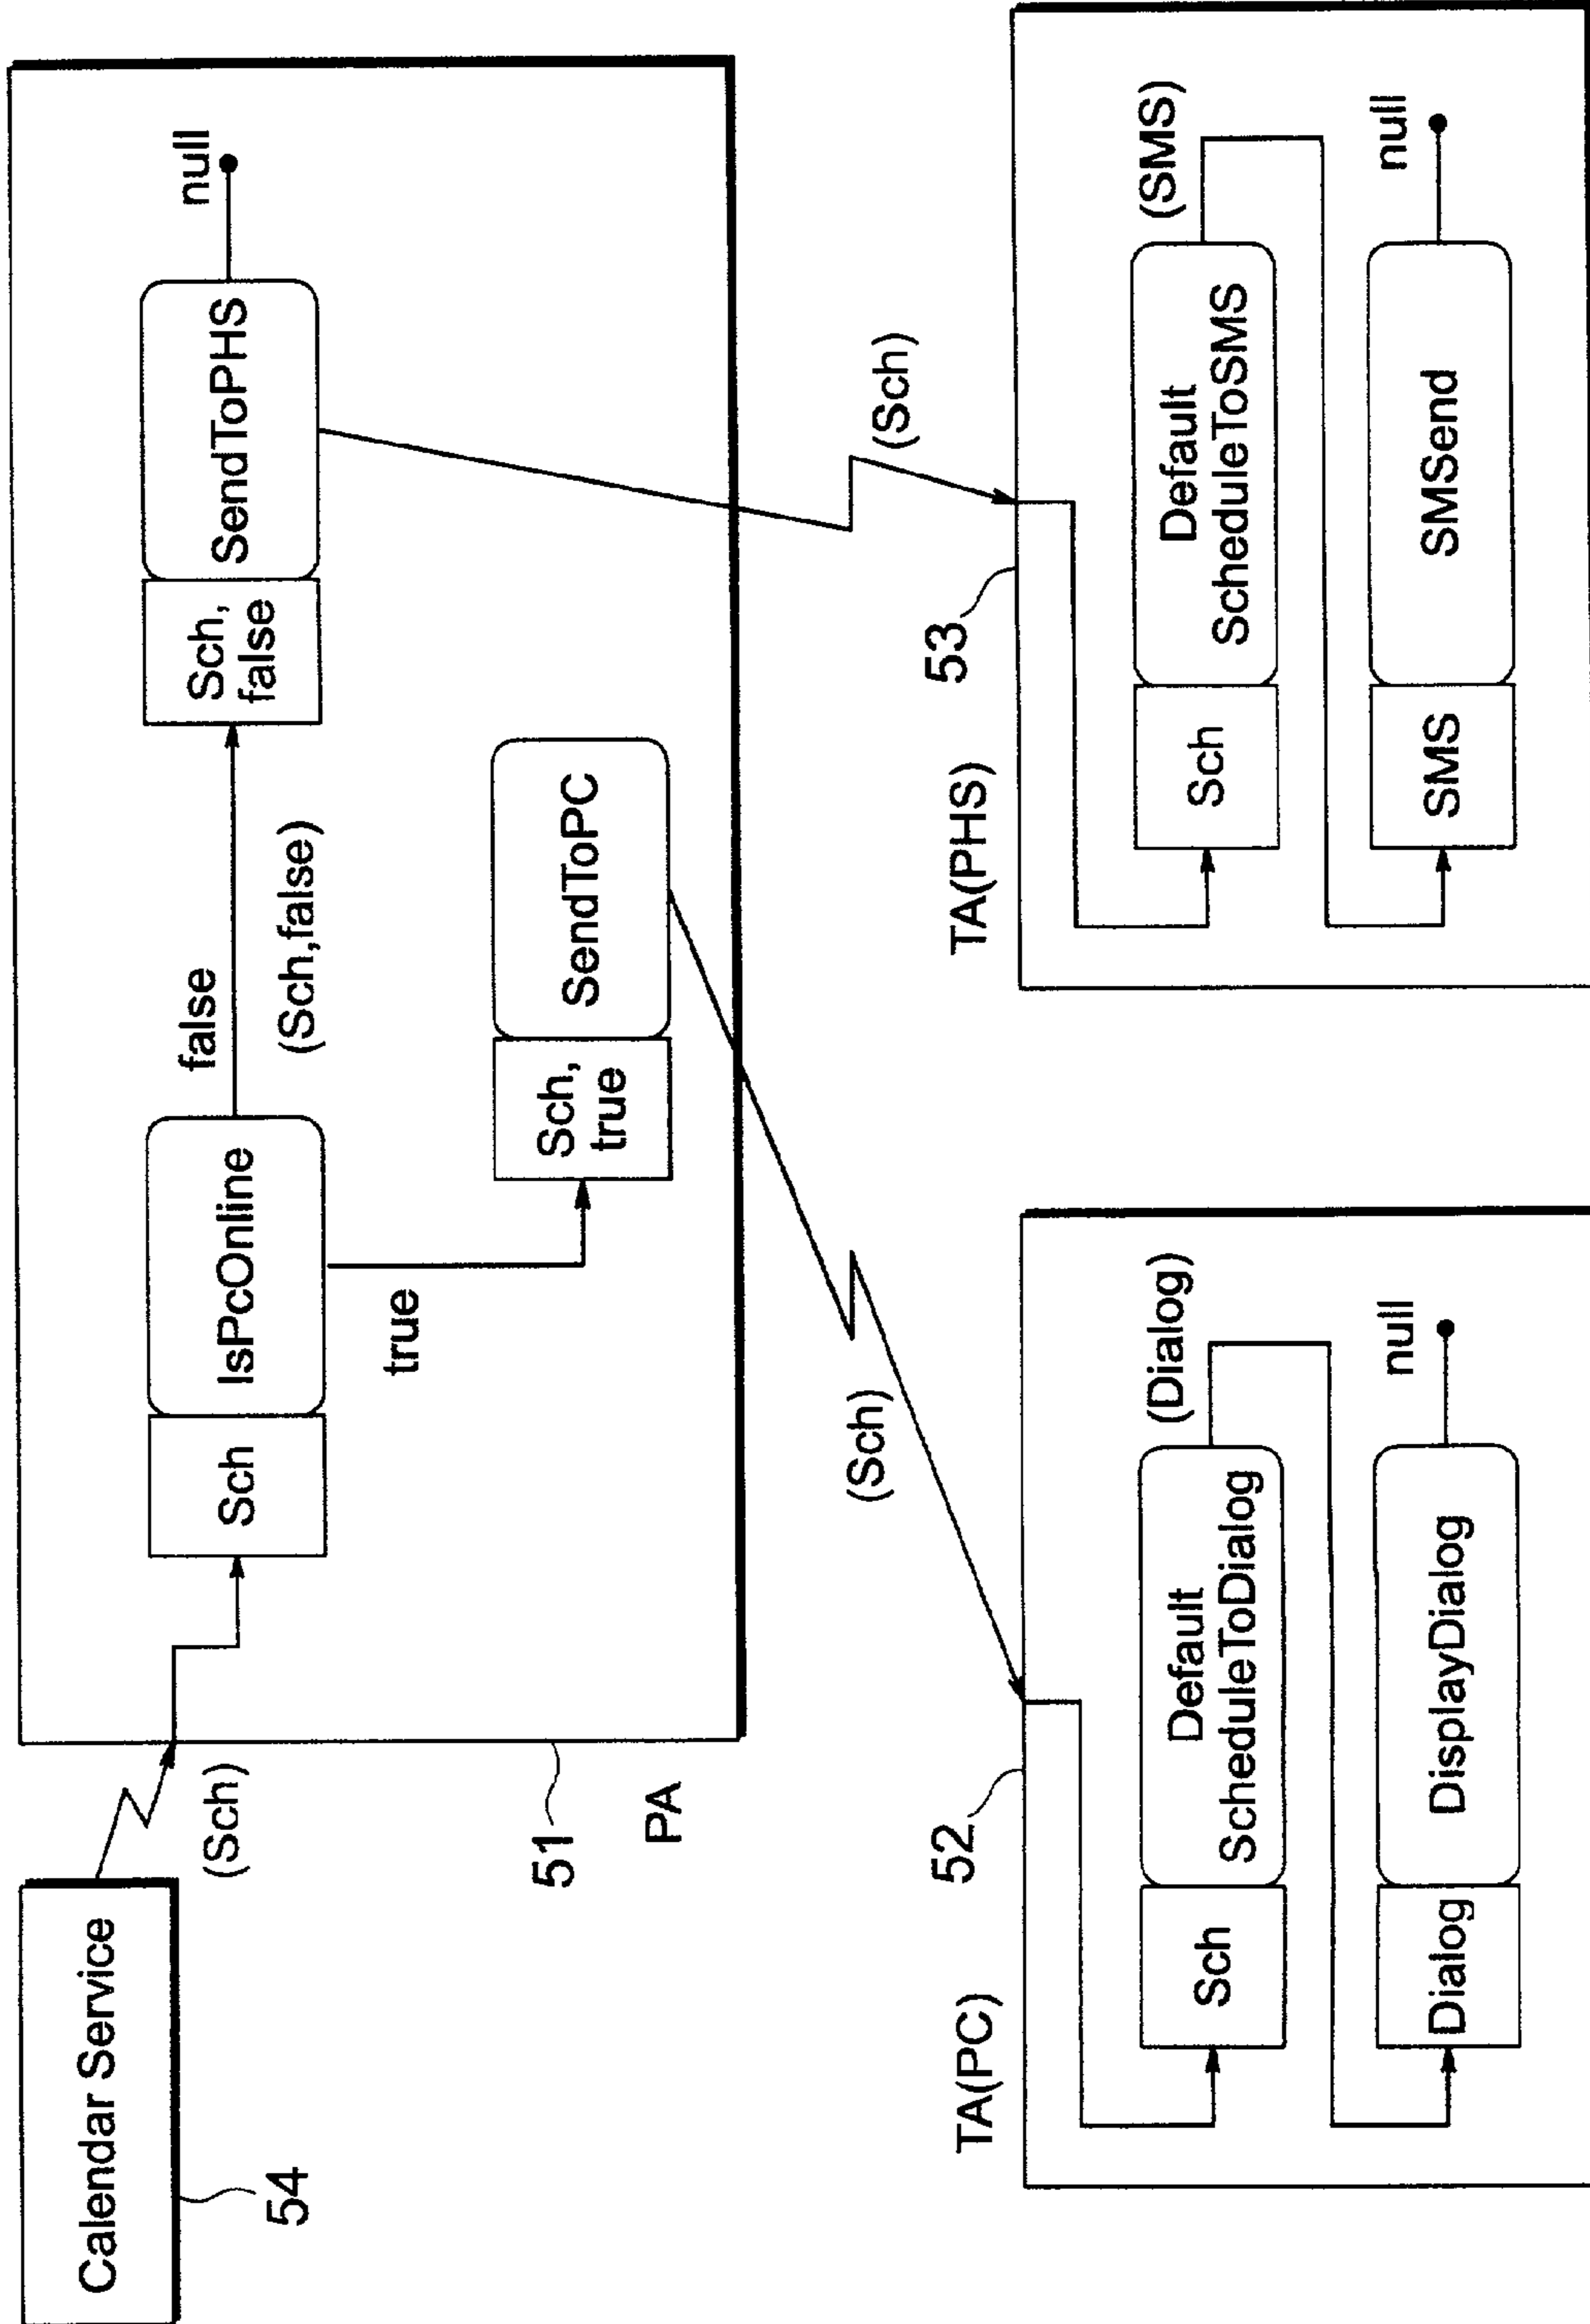 Calendar Service
54
(Sch)
51
PA
Sch
IsPcOnline
false
(Sch,false)
true
Sch,
false
SendToPHS
null
Sch,
true
SendToPC
(Sch)
(Sch)
TA(PC)
52
Sch
Default
ScheduleToDialog
(Dialog)
Dialog
DisplayDialog
null
TA(PHS)
53
Sch
Default
ScheduleToSMS
(SMS)
SMS
SMSend
null